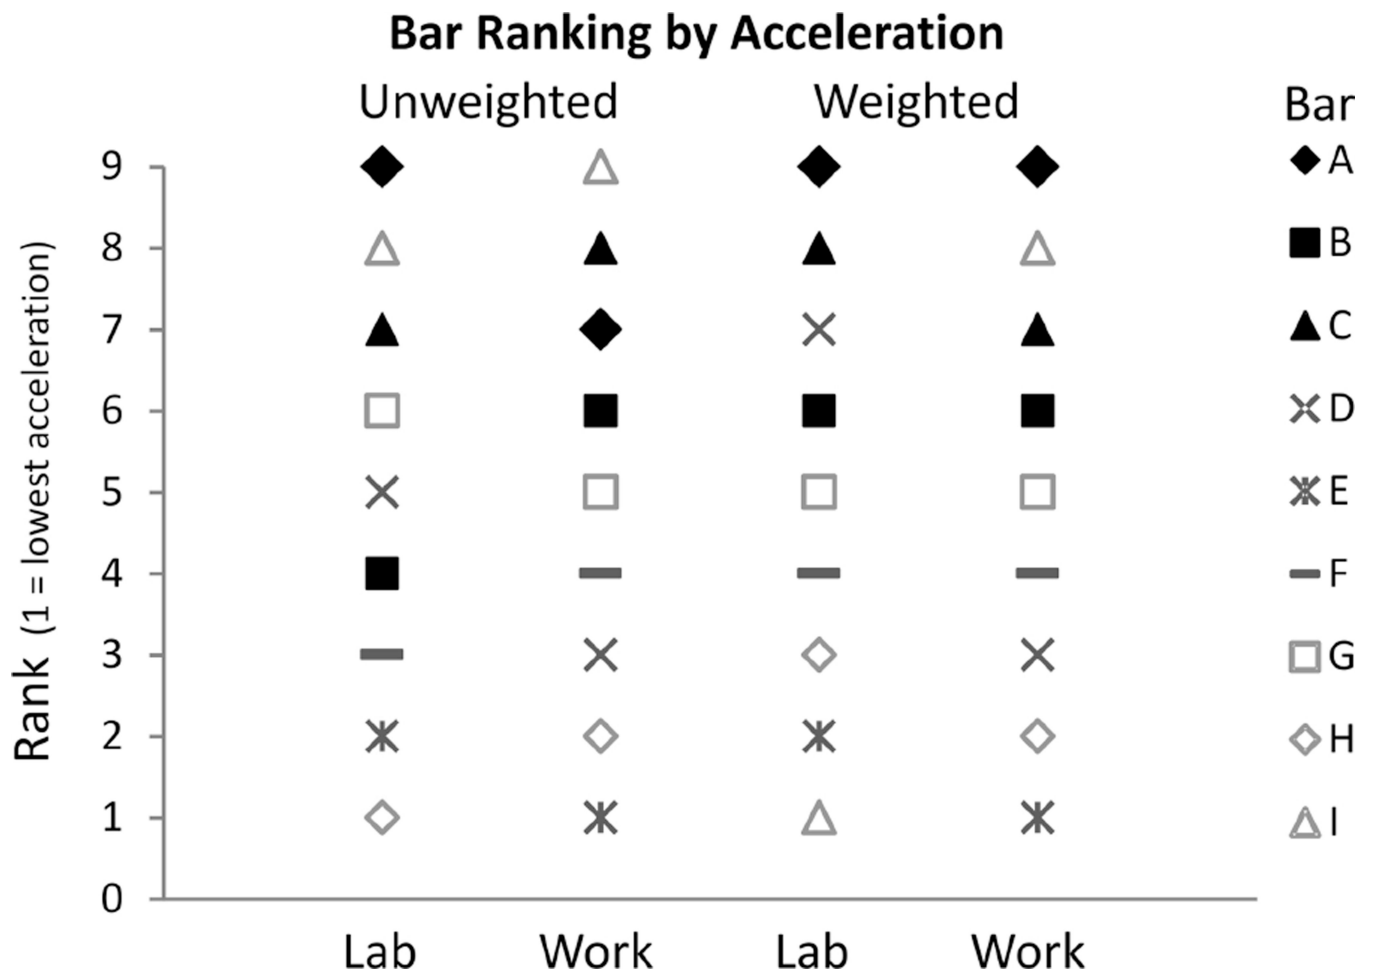 Bar Ranking by Acceleration
Unweighted Weighted
Bar
A
B
C
D
E
F
G
H
I
Rank (1 = lowest acceleration)
9
8
7
6
5
4
3
2
1
0
Lab Work Lab Work